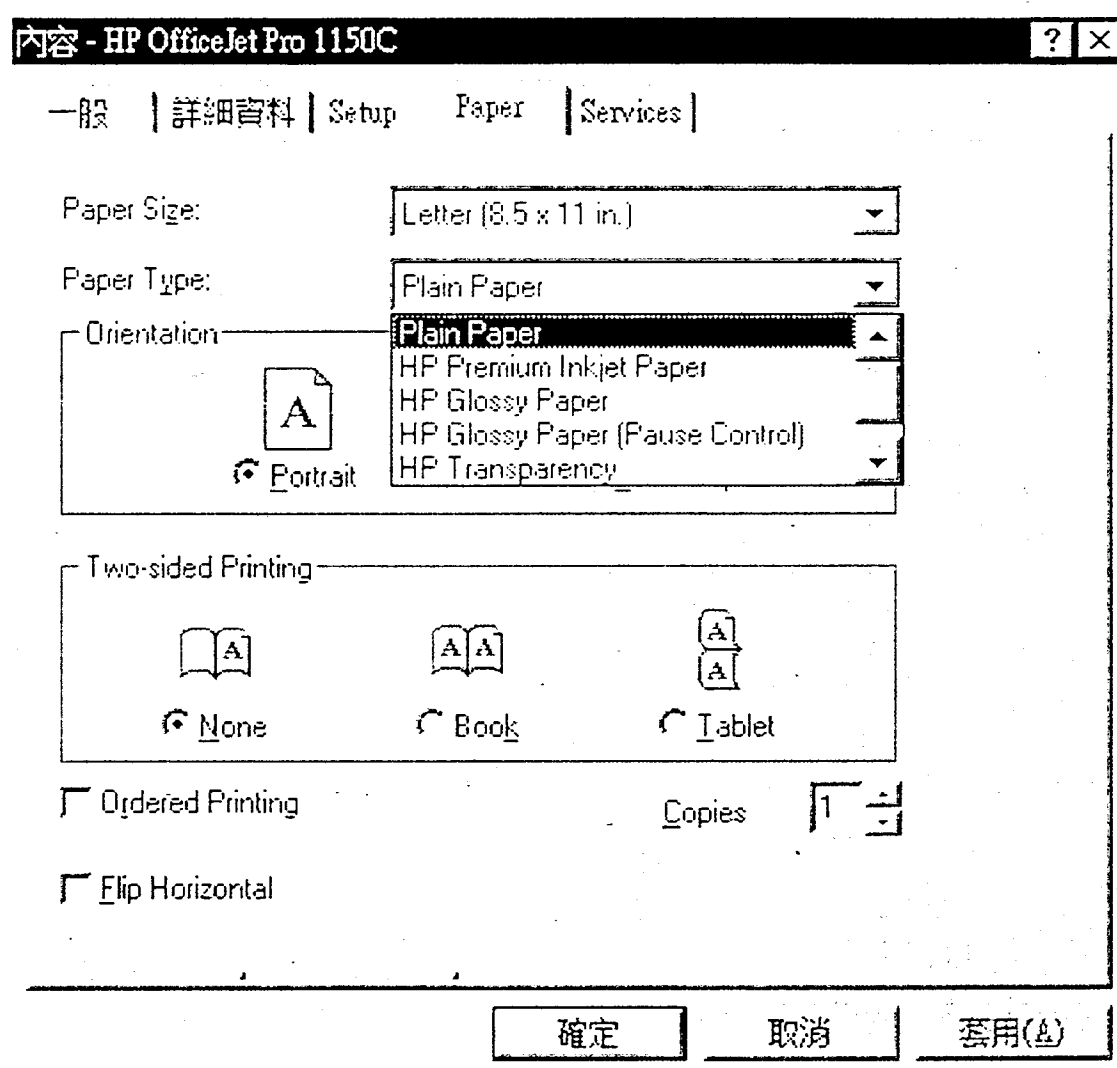 內容 - HP OfficeJet Pro 1150C
一般 詳細資料 Setup Paper Services
Paper Size: Letter (8.5 x 11 in.)
Paper Type: Plain Paper
Orientation
Plain Paper
HP Premium Inkjet Paper
HP Glossy Paper
HP Glossy Paper (Pause Control)
HP Transparency
A
Portrait
Two-sided Printing
A A A A A
None Book Tablet
Ordered Printing Copies 1
Flip Horizontal
確定 取消 套用(A)